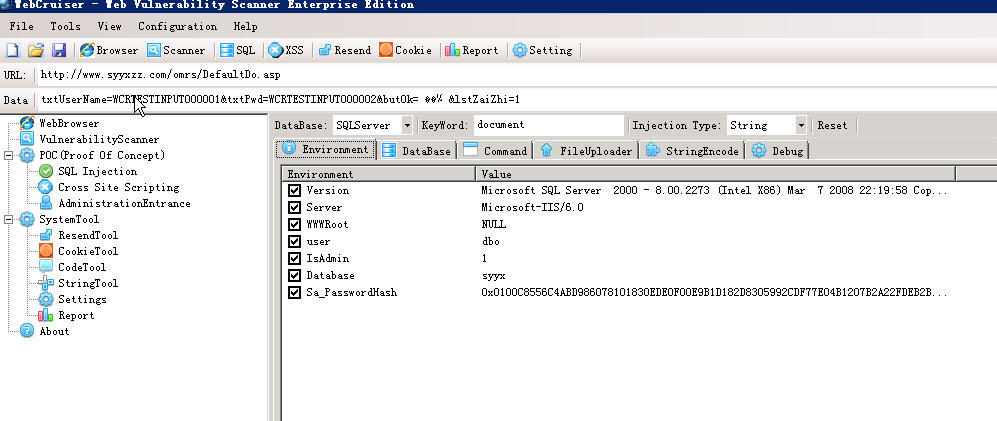 WebCruiser - Web Vulnerability Scanner Enterprise Edition
File Tools View Configuration Help
Browser Scanner SQL XSS Resend Cookie Report Setting
URL: http://www.syyxzz.com/omrs/DefaultDo.asp
Data txtUserName=WCRTESTINPUT000001&txtPwd=WCRTESTINPUT000002&butOk= ��% &lstZaiZhi=1
WebBrowser
VulnerabilityScanner
POC(Proof Of Concept)
SQL Injection
Cross Site Scripting
AdministrationEntrance
SystemTool
ResendTool
CookieTool
CodeTool
StringTool
Settings
Report
About
DataBase: SQLServer KeyWord: document Injection Type: String Reset
Environment DataBase Command FileUploader StringEncode Debug
Environment Value
Version Microsoft SQL Server 2000 - 8.00.2273 (Intel X86) Mar 7 2008 22:19:58 Cop...
Server Microsoft-IIS/6.0
WWWRoot NULL
user dbo
IsAdmin 1
Database syyx
Sa_PasswordHash 0x0100C8556C4ABD986078101830EDE0F00E9B1D182D8305992CDF77E04B1207B2A22FDEB2B...